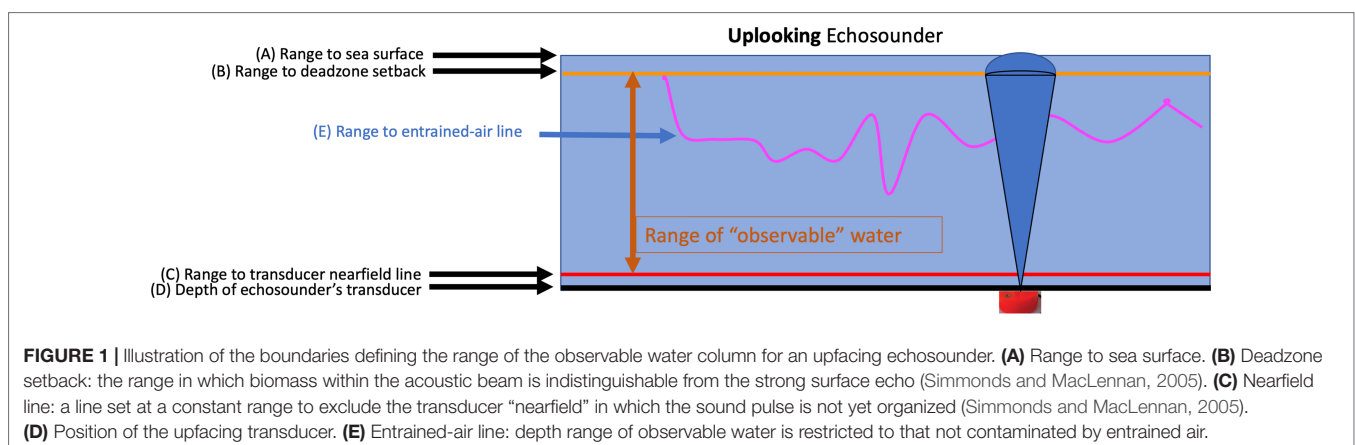 Uplooking Echosounder
(A) Range to sea surface
(B) Range to deadzone setback
(E) Range to entrained-air line
Range of “observable” water
(C) Range to transducer nearfield line
(D) Depth of echosounder’s transducer
FIGURE 1 | Illustration of the boundaries defining the range of the observable water column for an upfacing echosounder. (A) Range to sea surface. (B) Deadzone
setback: the range in which biomass within the acoustic beam is indistinguishable from the strong surface echo (Simmonds and MacLennan, 2005). (C) Nearfield
line: a line set at a constant range to exclude the transducer “nearfield” in which the sound pulse is not yet organized (Simmonds and MacLennan, 2005).
(D) Position of the upfacing transducer. (E) Entrained-air line: depth range of observable water is restricted to that not contaminated by entrained air.